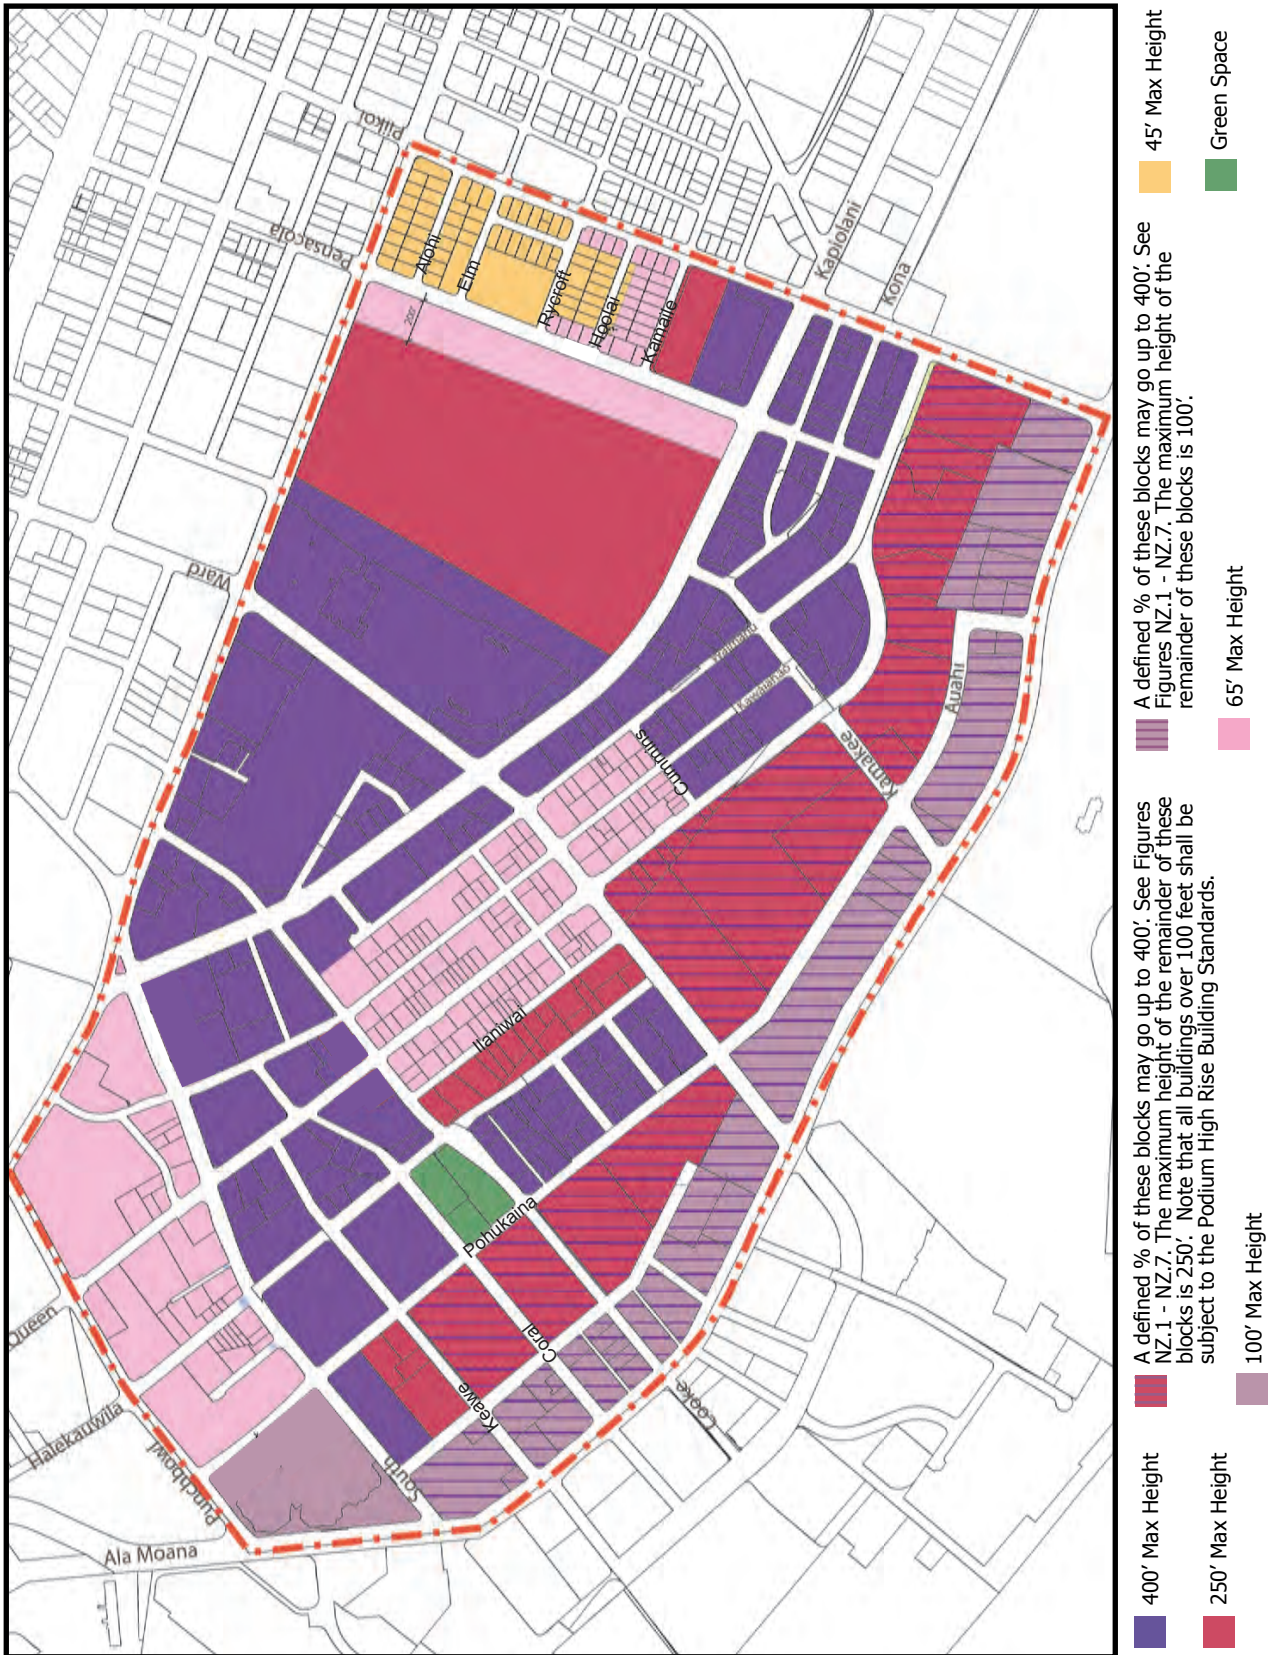 Piikoi
Pensacola
Ward
Alohi
Elm
Rycroft
Hoolai
Kamaile
200'
Kapiolani
Kona
Waimanu
Kawaiahao
Cummins
Kamakee
Auahi
Ilaniwai
Pohukaina
Coral
Keawe
Cooke
South
Queen
Halekauwila
Punchbowl
Ala Moana
400' Max Height
250' Max Height
A defined % of these blocks may go up to 400'. See Figures
NZ.1 - NZ.7. The maximum height of the remainder of these
blocks is 250'. Note that all buildings over 100 feet shall be
subject to the Podium High Rise Building Standards.
100' Max Height
A defined % of these blocks may go up to 400'. See
Figures NZ.1 - NZ.7. The maximum height of the
remainder of these blocks is 100'.
65' Max Height
45' Max Height
Green Space